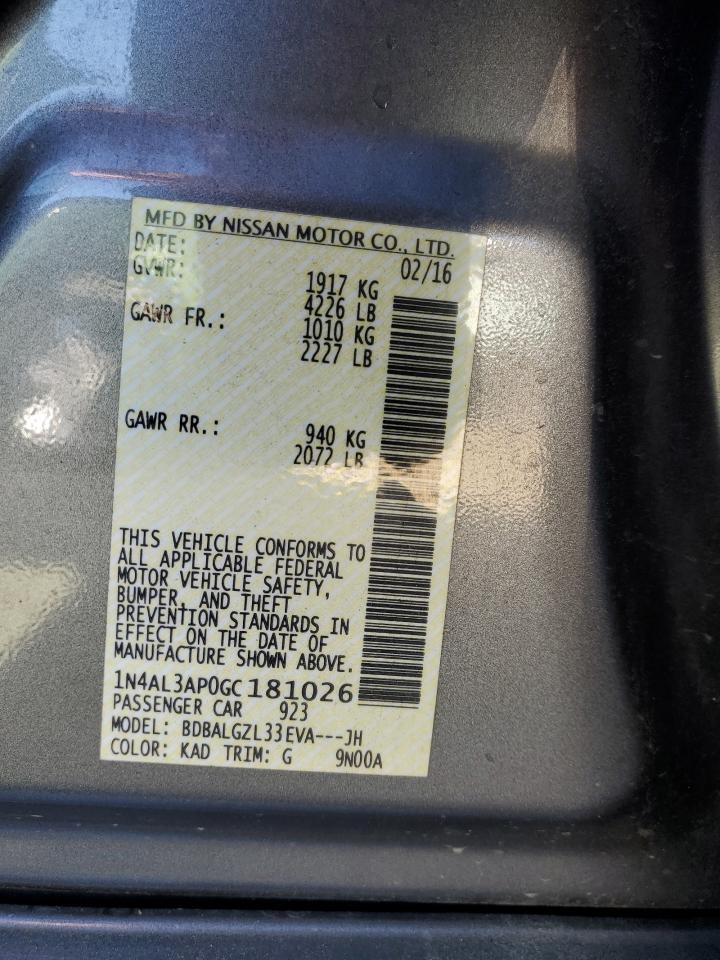 MFD BY NISSAN MOTOR CO., LTD.
DATE: 02/16
GVWR: 1917 KG
4226 LB
GAWR FR.: 1010 KG
2227 LB
GAWR RR.: 940 KG
2072 LB
THIS VEHICLE CONFORMS TO
ALL APPLICABLE FEDERAL
MOTOR VEHICLE SAFETY,
BUMPER, AND THEFT
PREVENTION STANDARDS IN
EFFECT ON THE DATE OF
MANUFACTURE SHOWN ABOVE.
1N4AL3AP0GC181026
PASSENGER CAR 923
MODEL: BDBALGZL33EVA---JH
COLOR: KAD TRIM: G 9N00A